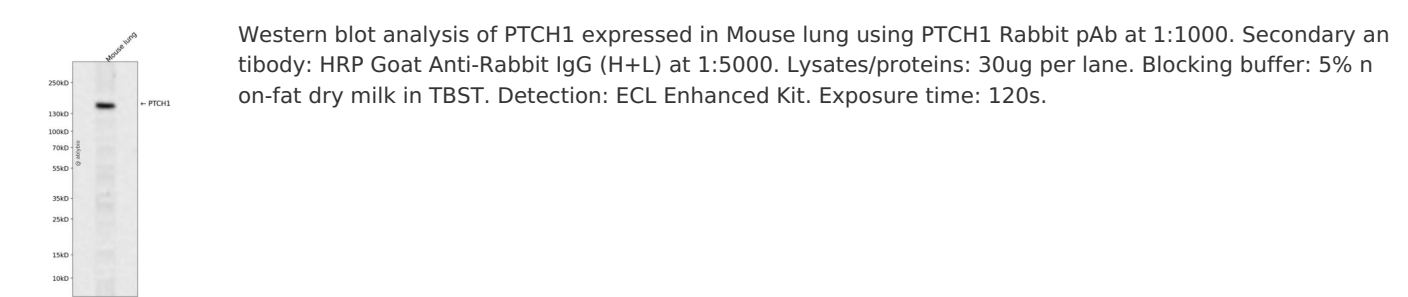 Mouse lung
250kD
130kD
100kD
70kD
55kD
35kD
25kD
15kD
10kD
← PTCH1
Western blot analysis of PTCH1 expressed in Mouse lung using PTCH1 Rabbit pAb at 1:1000. Secondary an
tibody: HRP Goat Anti-Rabbit IgG (H+L) at 1:5000. Lysates/proteins: 30ug per lane. Blocking buffer: 5% n
on-fat dry milk in TBST. Detection: ECL Enhanced Kit. Exposure time: 120s.